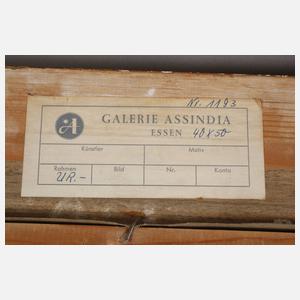 Nr. 1193
A GALERIE ASSINDIA
ESSEN 40x50
Künstler Motiv
Rahmen Bild Nr. Konto
UR.-